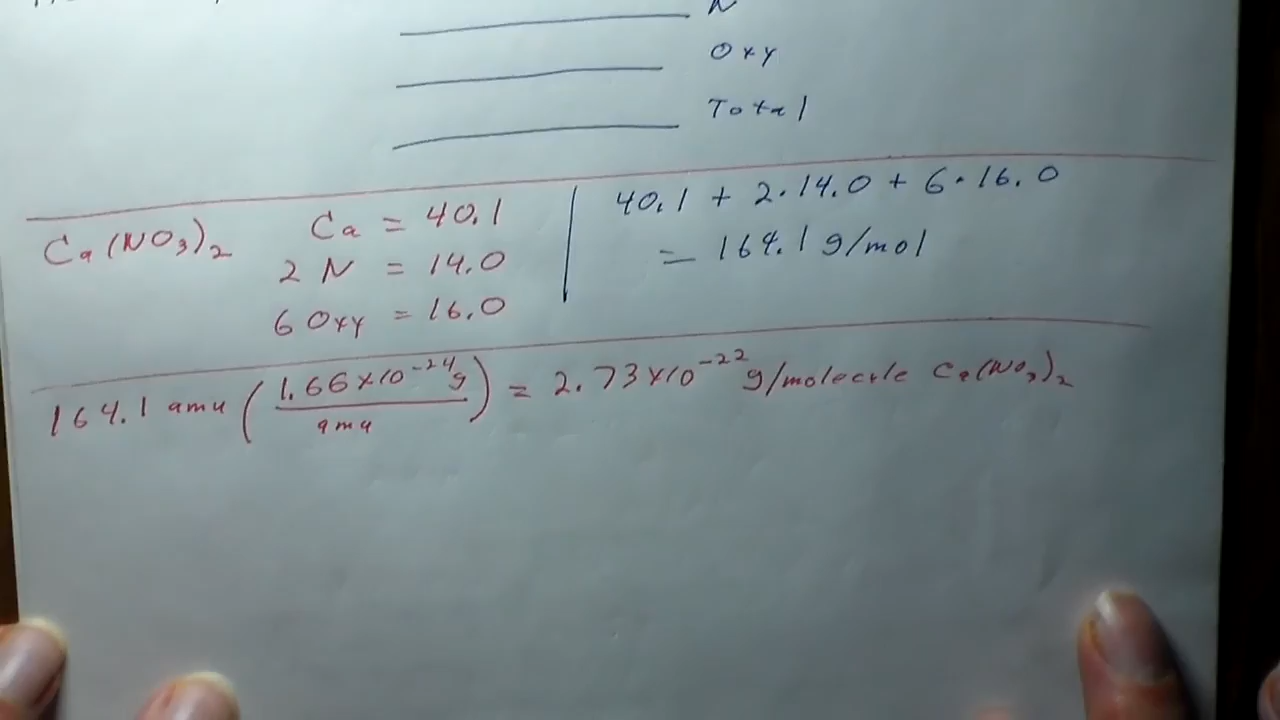 N
Oxy
Total
Ca(NO3)2 Ca = 40.1 40.1 + 2·14.0 + 6·16.0
2 N = 14.0 = 164.1 g/mol
6 Oxy = 16.0
164.1 amu (1.66×10^-24 g / amu) = 2.73×10^-22 g/molecule Ca(NO3)2